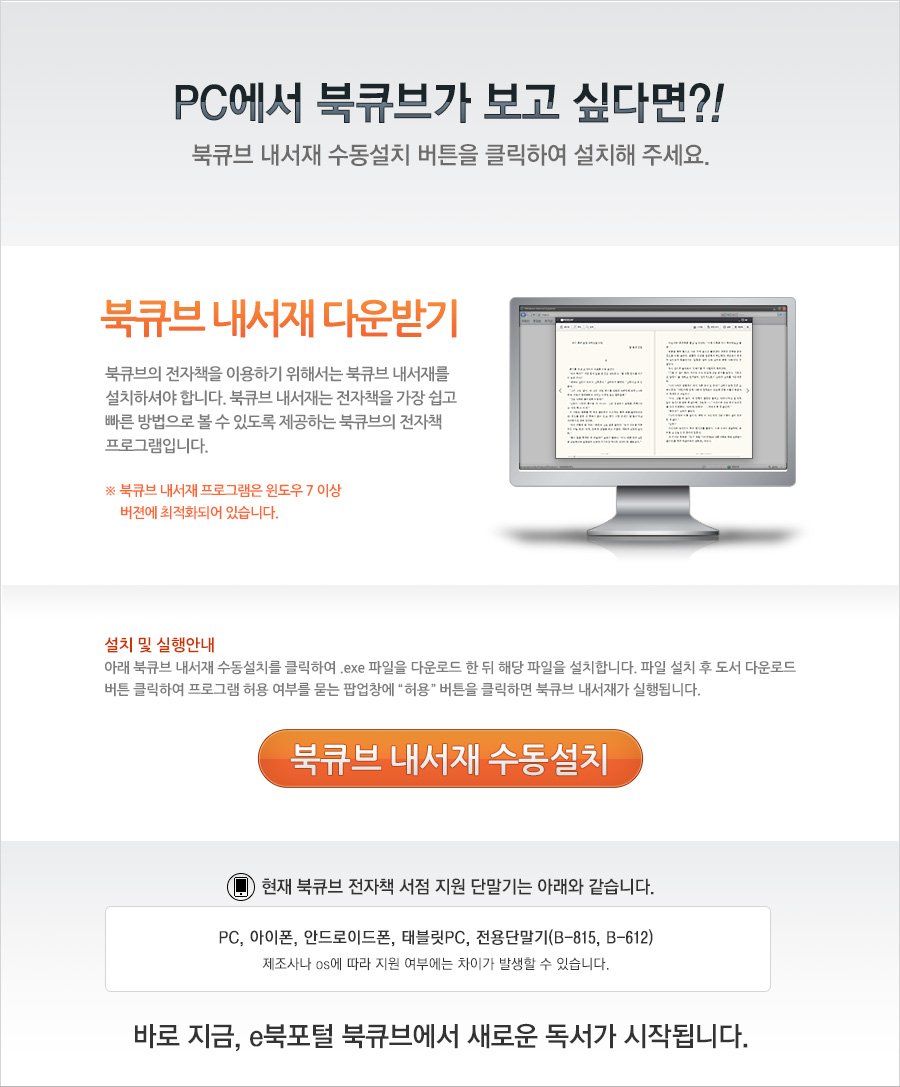 PC에서 북큐브가 보고 싶다면?!
북큐브 내서재 수동설치 버튼을 클릭하여 설치해 주세요.
북큐브 내서재 다운받기
북큐브의 전자책을 이용하기 위해서는 북큐브 내서재를
설치하셔야 합니다. 북큐브 내서재는 전자책을 가장 쉽고
빠른 방법으로 볼 수 있도록 제공하는 북큐브의 전자책
프로그램입니다.
※ 북큐브 내서재 프로그램은 윈도우 7 이상
버젼에 최적화되어 있습니다.
설치 및 실행안내
아래 북큐브 내서재 수동설치를 클릭하여 .exe 파일을 다운로드 한 뒤 해당 파일을 설치합니다. 파일 설치 후 도서 다운로드
버튼 클릭하여 프로그램 허용 여부를 묻는 팝업창에 “허용” 버튼을 클릭하면 북큐브 내서재가 실행됩니다.
북큐브 내서재 수동설치
현재 북큐브 전자책 서점 지원 단말기는 아래와 같습니다.
PC, 아이폰, 안드로이드폰, 태블릿PC, 전용단말기(B-815, B-612)
제조사나 os에 따라 지원 여부에는 차이가 발생할 수 있습니다.
바로 지금, e북포털 북큐브에서 새로운 독서가 시작됩니다.